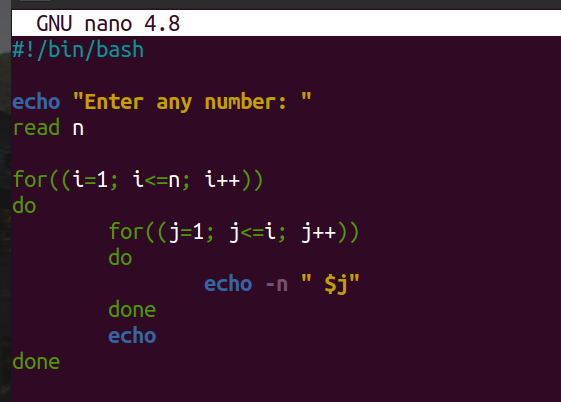 GNU nano 4.8
#!/bin/bash
echo "Enter any number: "
read n
for((i=1; i<=n; i++))
do
for((j=1; j<=i; j++))
do
echo -n " $j"
done
echo
done